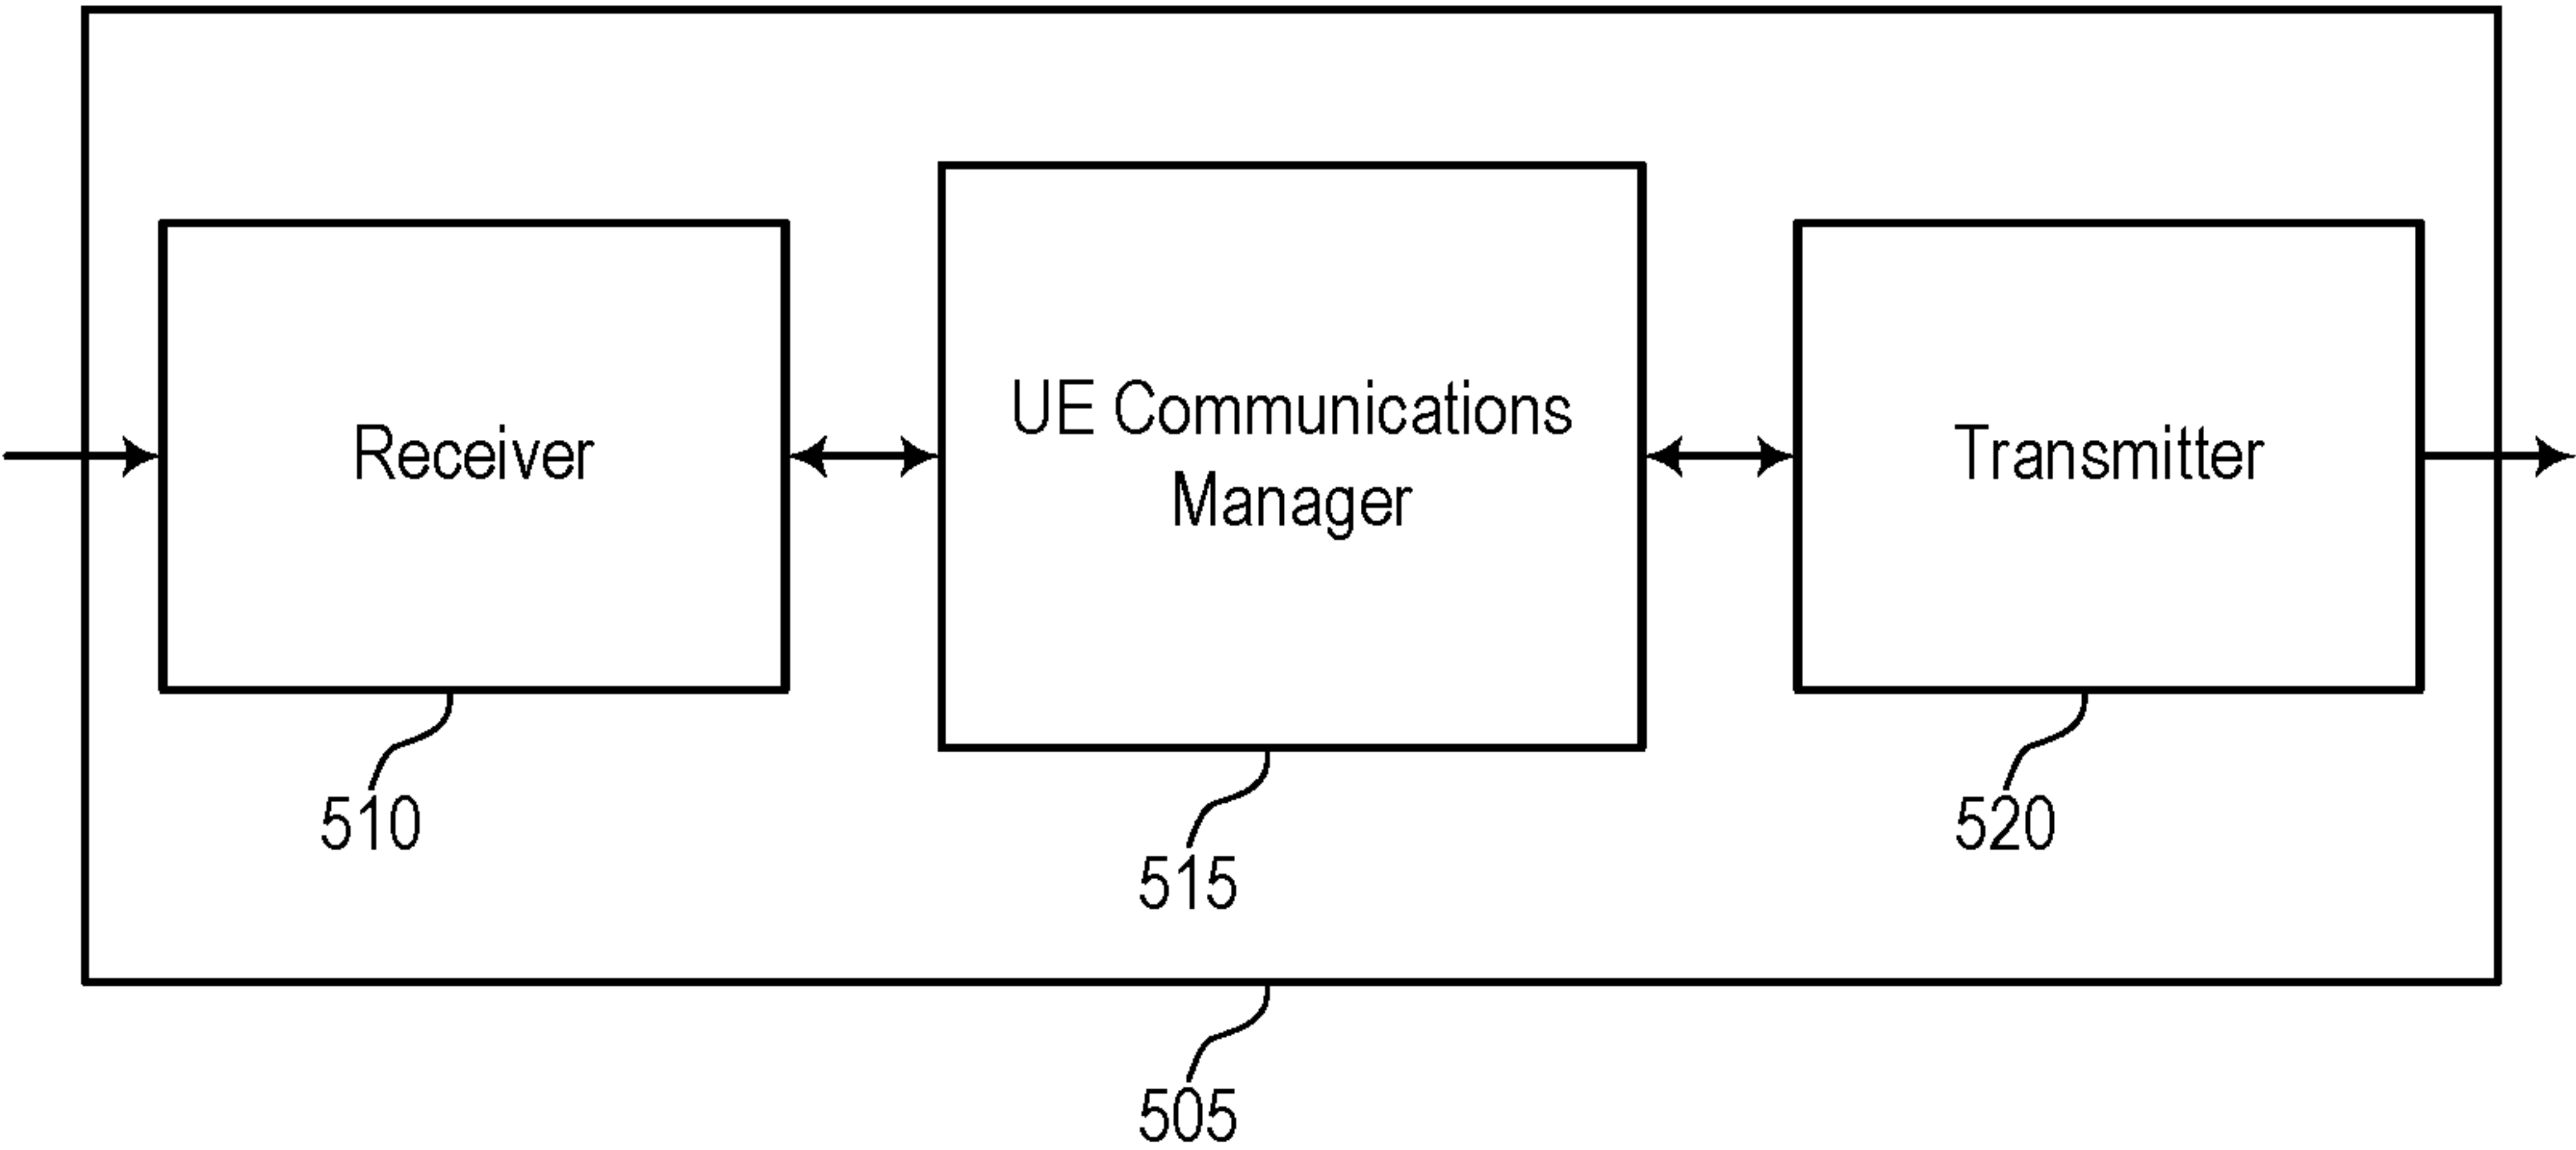 Receiver
UE Communications
Manager
Transmitter
510
515
520
505